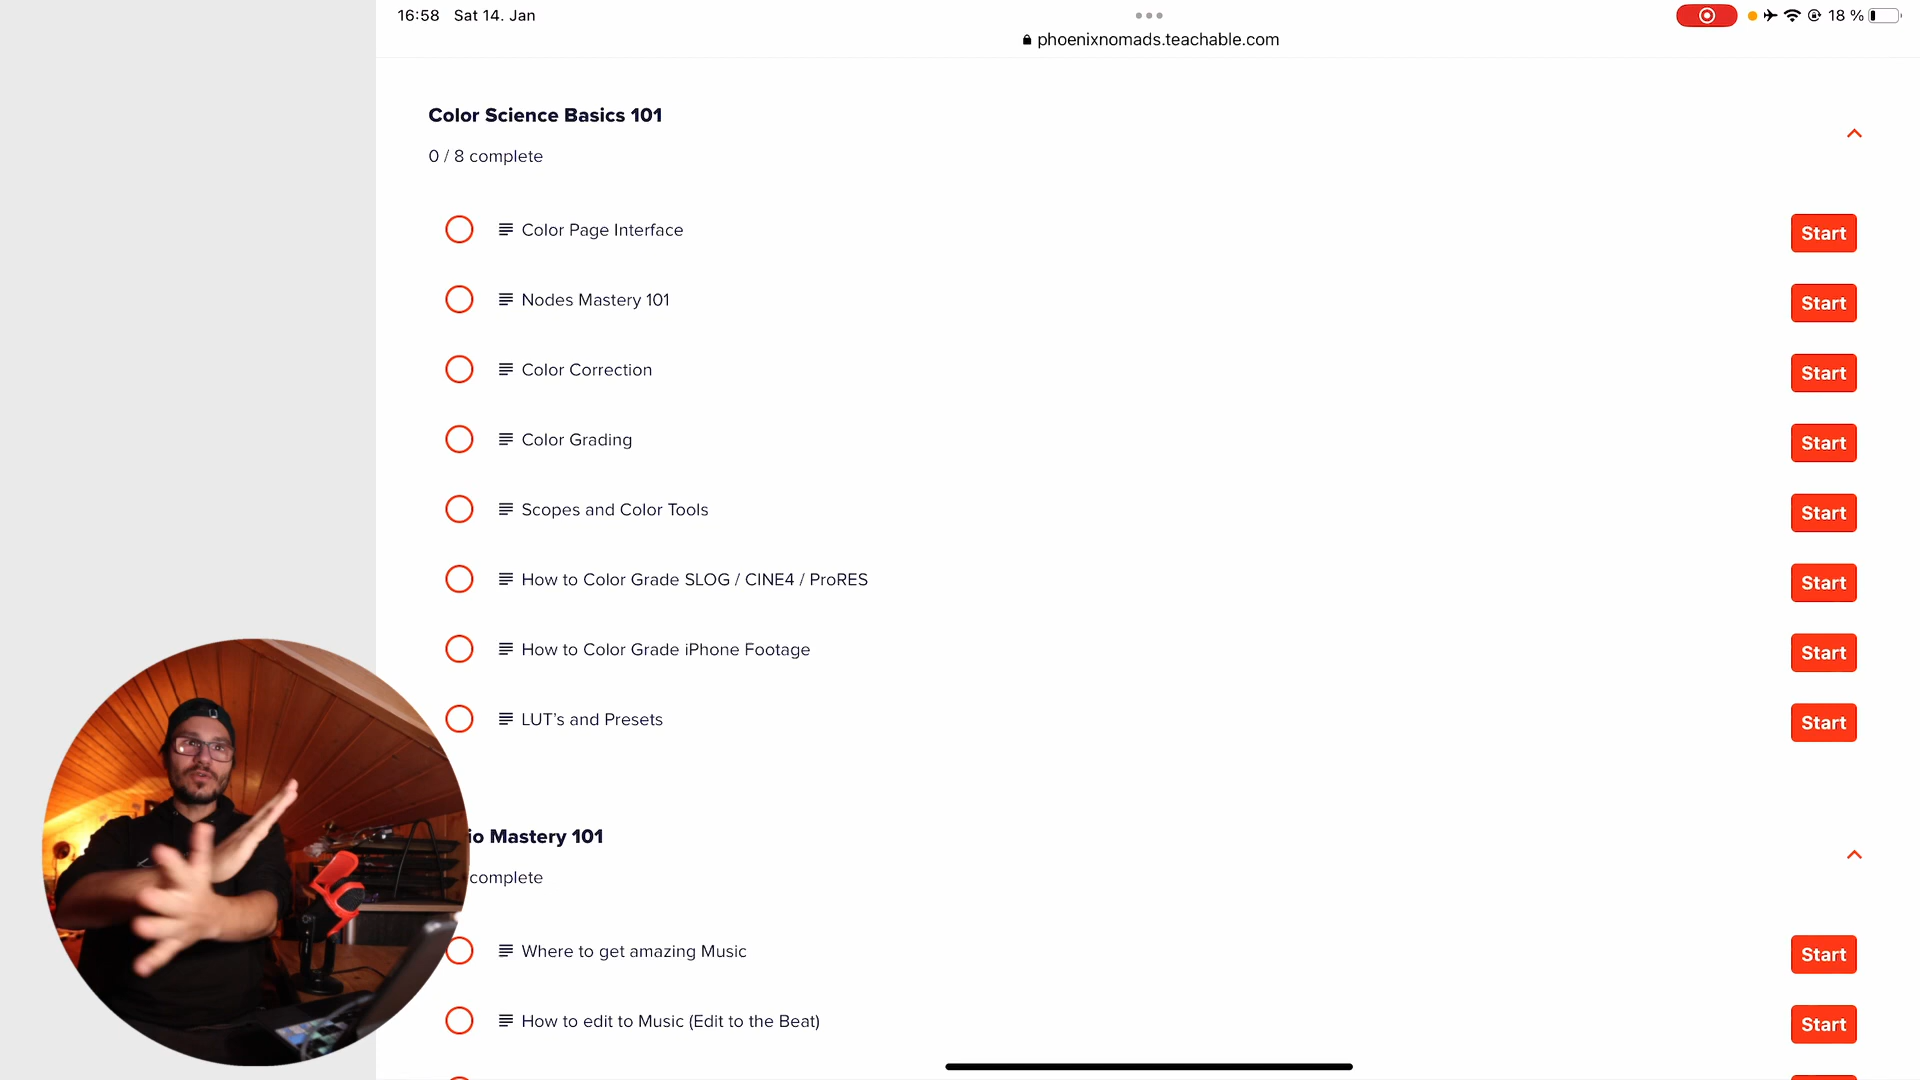 16:58 Sat 14. Jan
18 %
phoenixnomads.teachable.com
Color Science Basics 101
0 / 8 complete
Color Page Interface
Start
Nodes Mastery 101
Start
Color Correction
Start
Color Grading
Start
Scopes and Color Tools
Start
How to Color Grade SLOG / CINE4 / ProRES
Start
How to Color Grade iPhone Footage
Start
LUT's and Presets
Start
io Mastery 101
complete
Where to get amazing Music
Start
How to edit to Music (Edit to the Beat)
Start